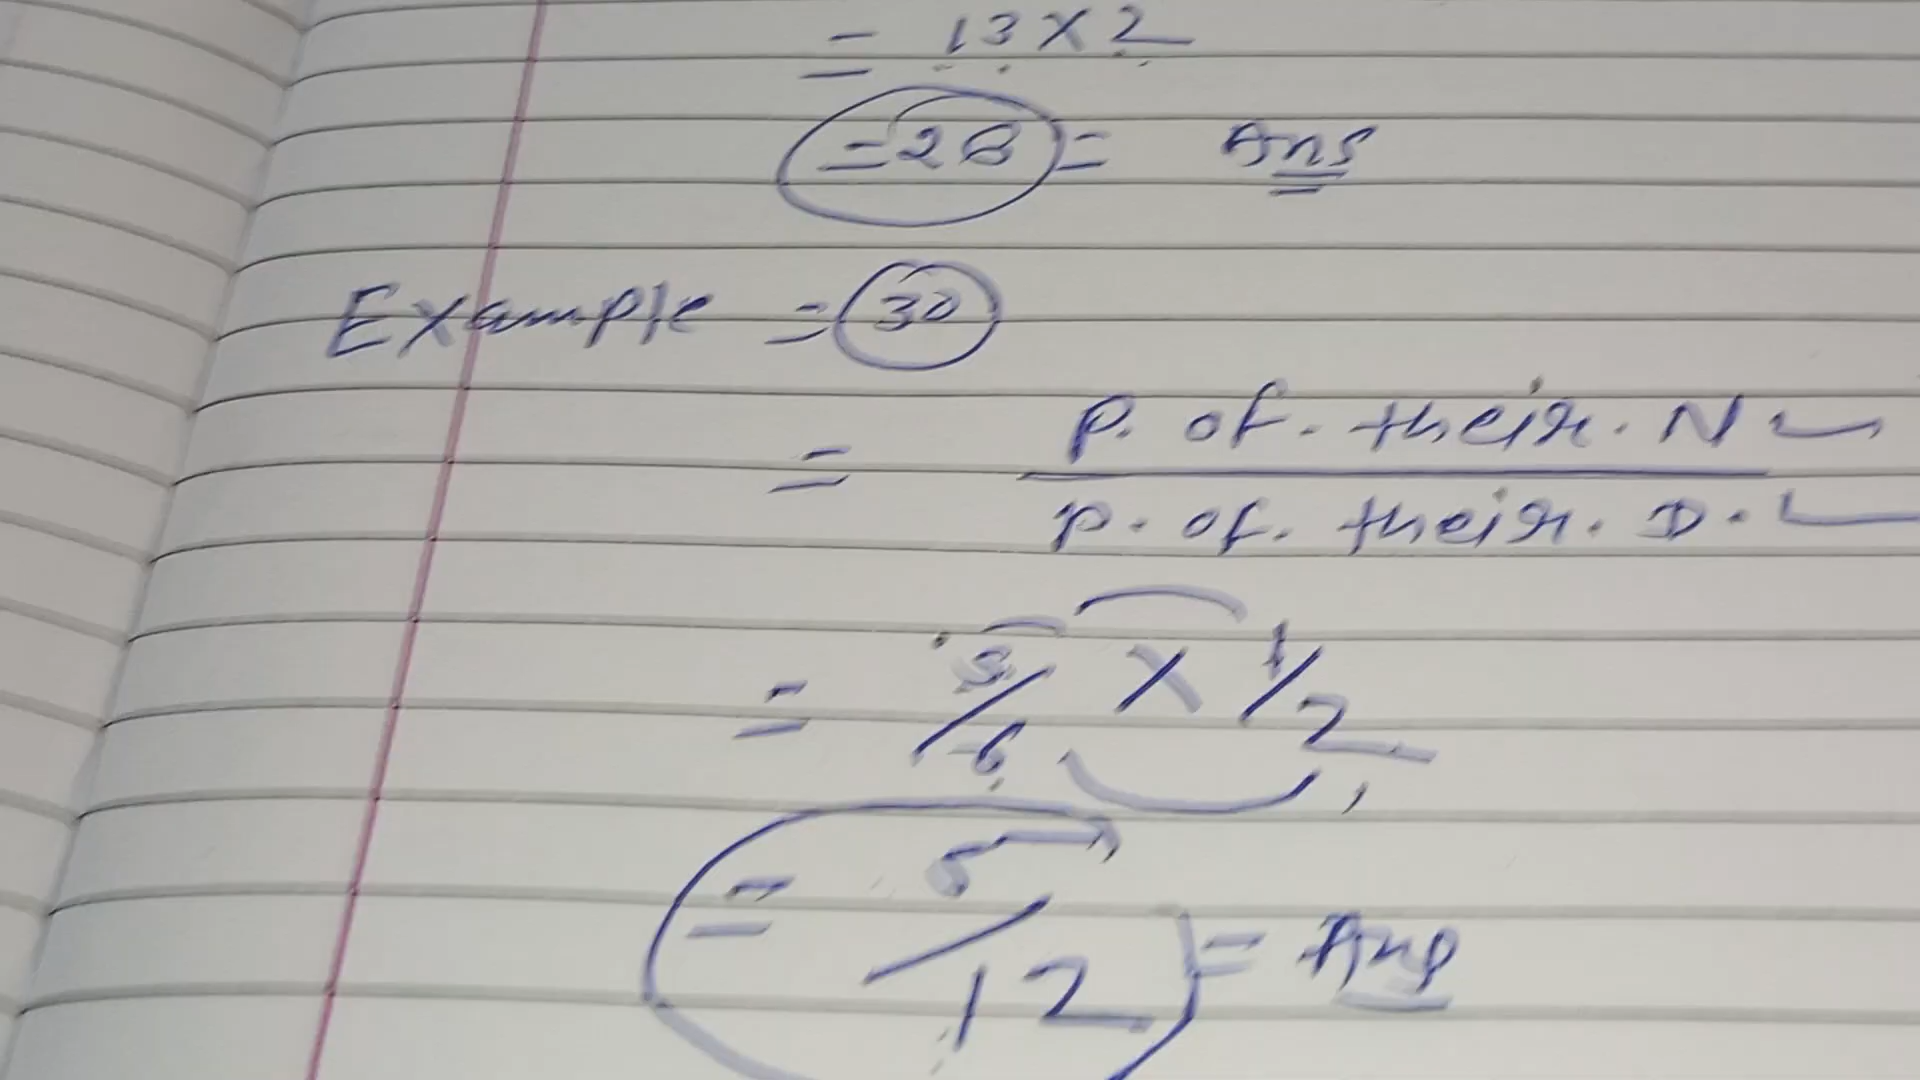 = 13 × 2
= 26 = Ans
Example = 30
= P. of. their. N
P. of. their. D.
= 5/6 × 1/2
= 5/12 = Ans